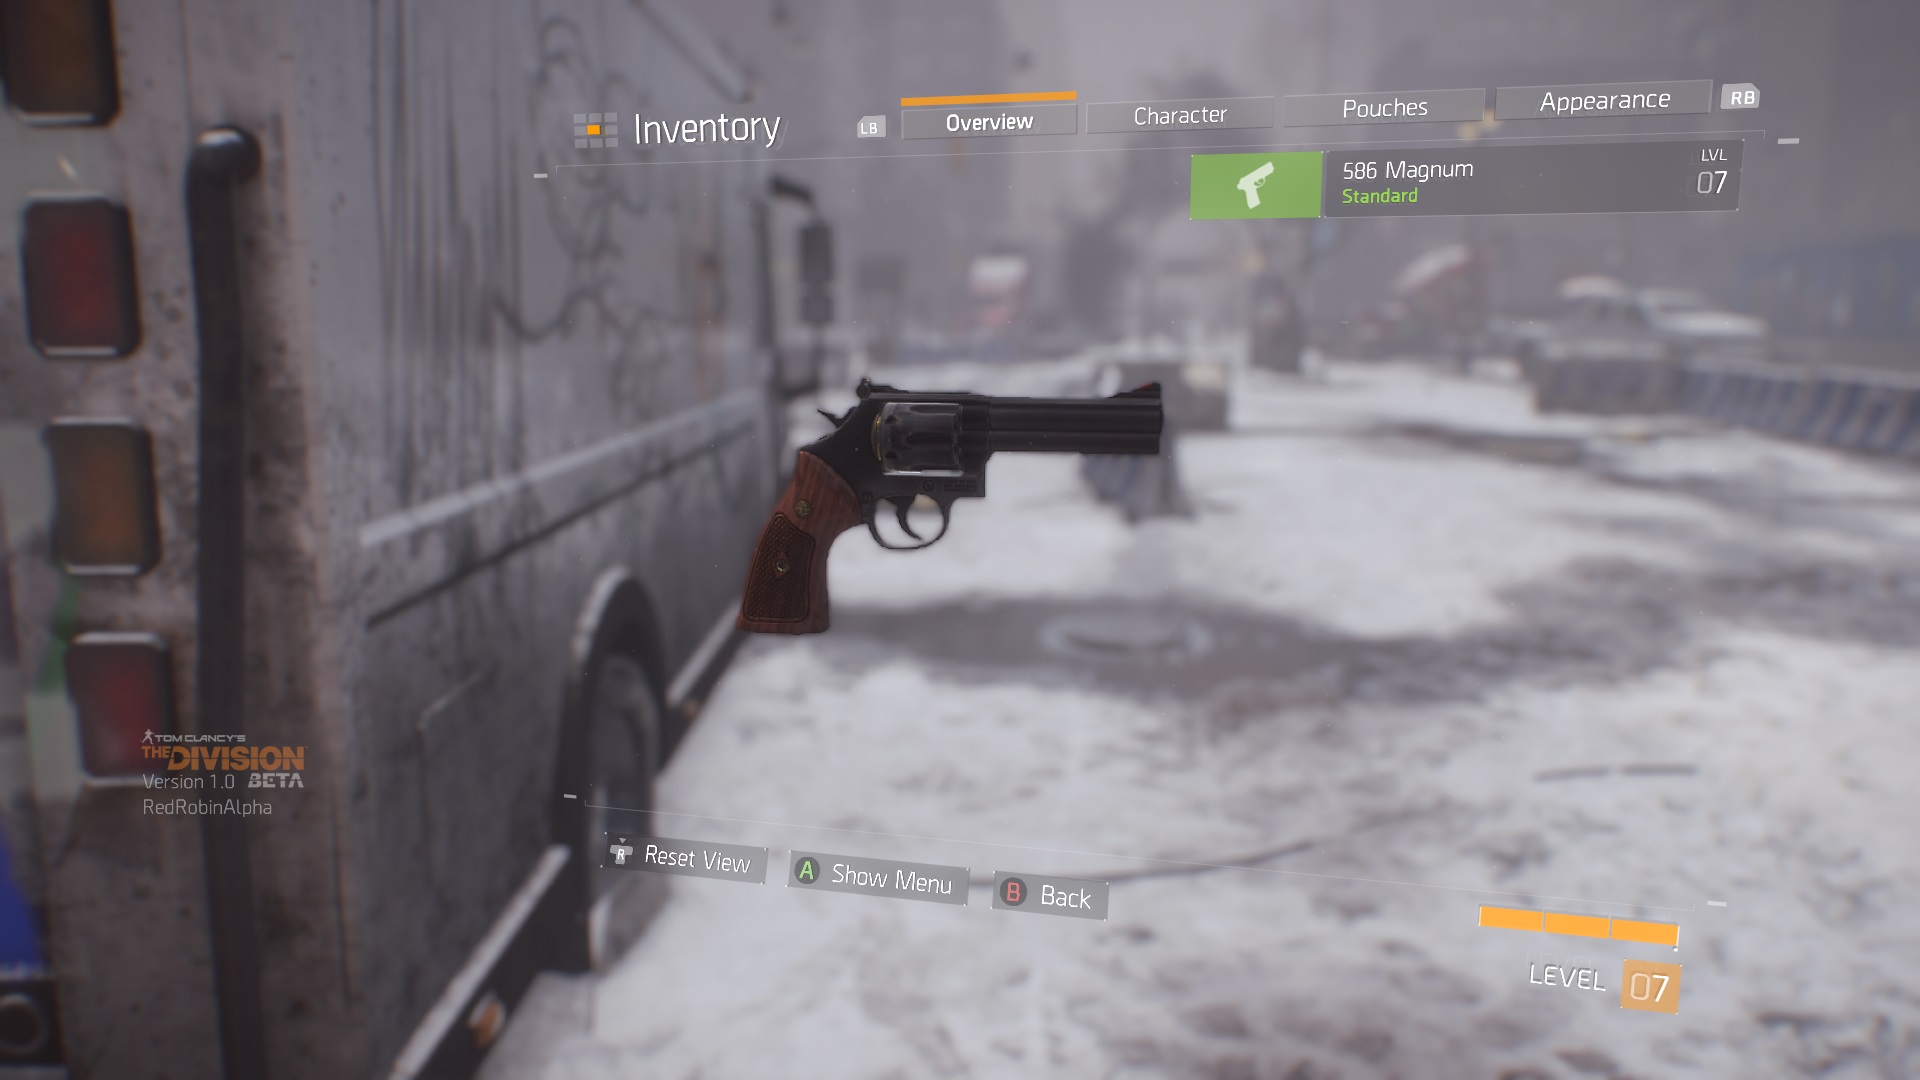 Inventory
LB
Overview
Character
Pouches
Appearance
RB
586 Magnum
Standard
LVL
07
TOM CLANCY'S
THE DIVISION
Version 1.0 BETA
RedRobinAlpha
R Reset View
A Show Menu
B Back
LEVEL 07